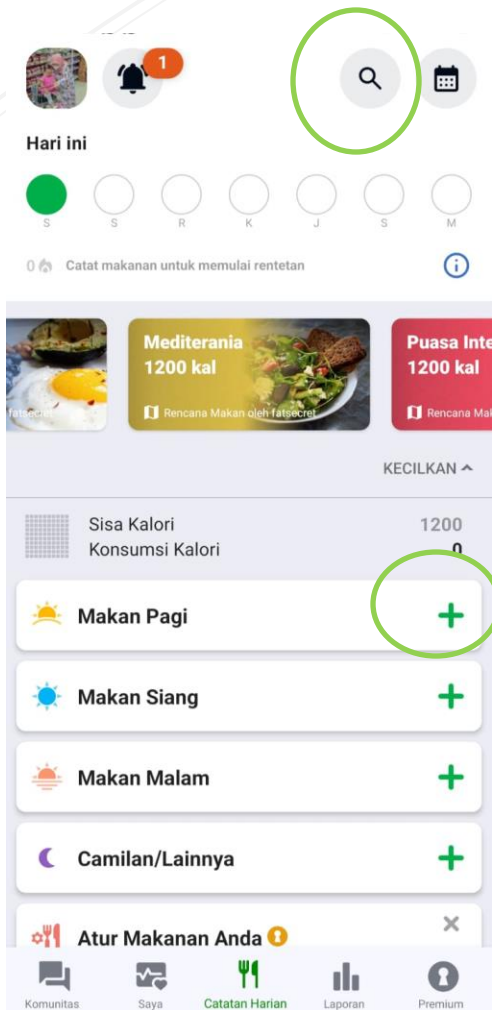 1
Hari ini
S S R K J S M
0 Catat makanan untuk memulai rentetan
Mediterania
1200 kal
Rencana Makan oleh fatsecret
Puasa Inte
1200 kal
Rencana Mak
KECILKAN
Sisa Kalori 1200
Konsumsi Kalori 0
Makan Pagi
Makan Siang
Makan Malam
Camilan/Lainnya
Atur Makanan Anda
Komunitas Saya Catatan Harian Laporan Premium